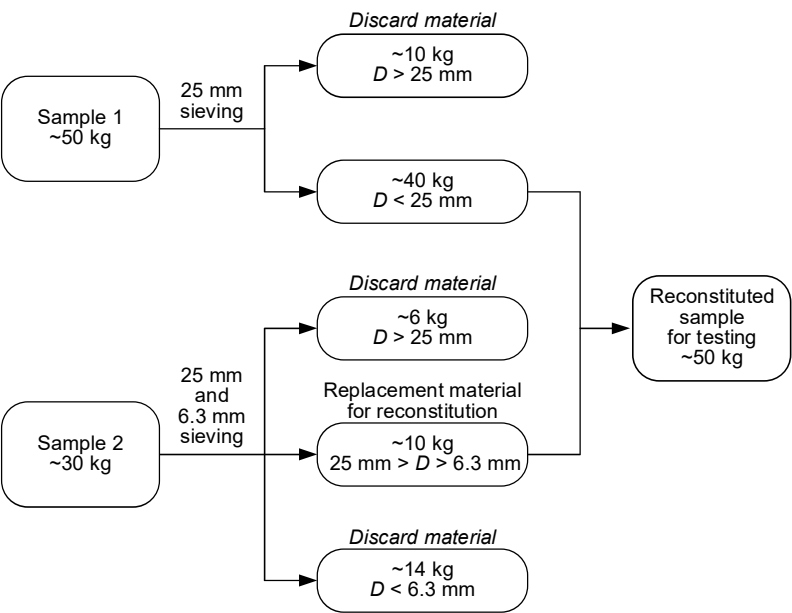 Discard material
~10 kg
D > 25 mm
25 mm
sieving
Sample 1
~50 kg
~40 kg
D < 25 mm
Discard material
~6 kg
D > 25 mm
Reconstituted
sample
for testing
~50 kg
25 mm
and
6.3 mm
sieving
Replacement material
for reconstitution
Sample 2
~30 kg
~10 kg
25 mm > D > 6.3 mm
Discard material
~14 kg
D < 6.3 mm